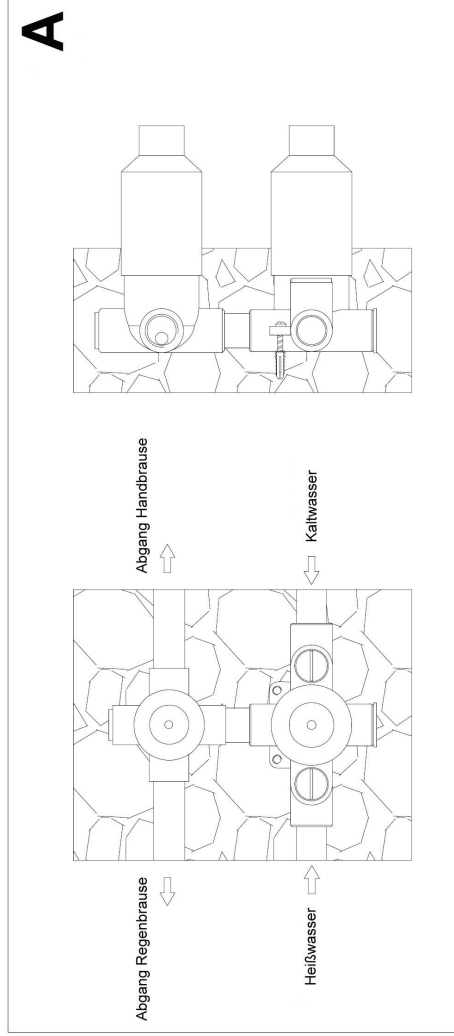 A
Abgang Regenbrause
Abgang Handbrause
Heißwasser
Kaltwasser